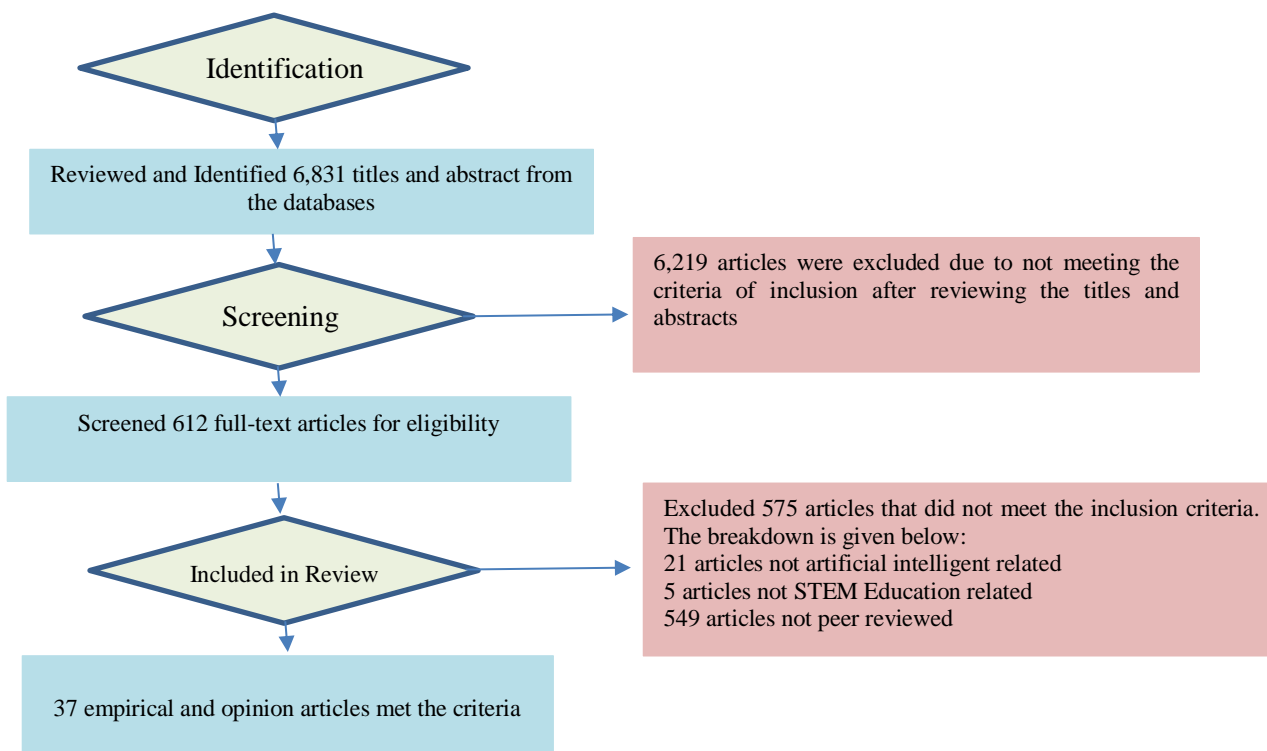 Identification
Reviewed and Identified 6,831 titles and abstract from
the databases
6,219 articles were excluded due to not meeting the
criteria of inclusion after reviewing the titles and
abstracts
Screening
Screened 612 full-text articles for eligibility
Excluded 575 articles that did not meet the inclusion criteria.
The breakdown is given below:
21 articles not artificial intelligent related
5 articles not STEM Education related
549 articles not peer reviewed
Included in Review
37 empirical and opinion articles met the criteria